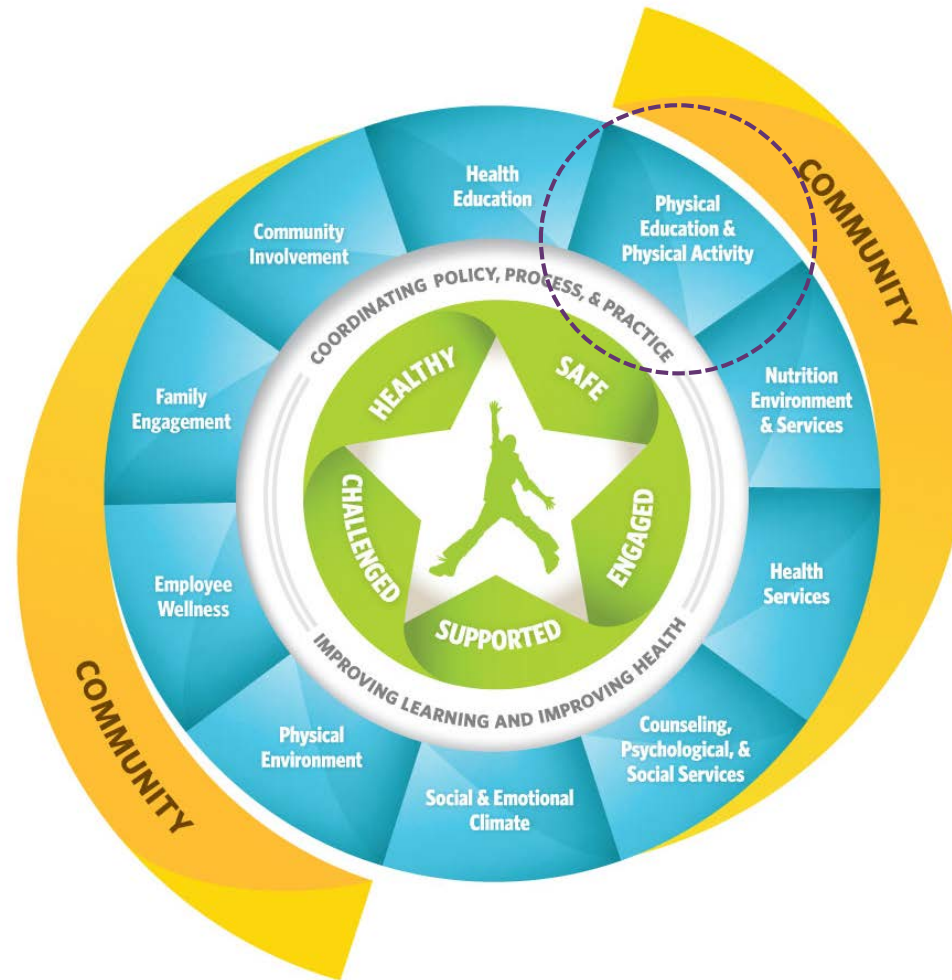 COMMUNITY
Health
Education
Physical
Education &
Physical Activity
Nutrition
Environment
& Services
Health
Services
Counseling,
Psychological, &
Social Services
Social & Emotional
Climate
Physical
Environment
Employee
Wellness
Family
Engagement
Community
Involvement
COORDINATING POLICY, PROCESS, & PRACTICE
IMPROVING LEARNING AND IMPROVING HEALTH
HEALTHY
SAFE
ENGAGED
SUPPORTED
CHALLENGED
COMMUNITY